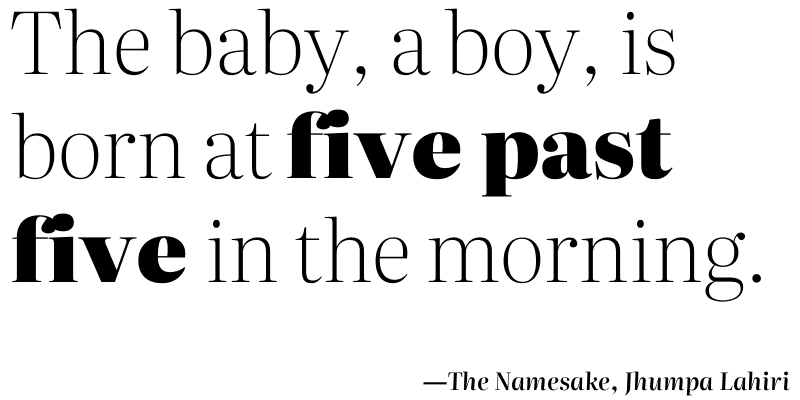 The baby, a boy, is
born at five past
five in the morning.
—The Namesake, Jhumpa Lahiri